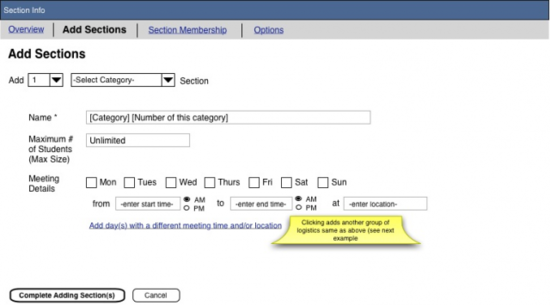 Section Info
Overview Add Sections Section Membership Options
Add Sections
Add 1 -Select Category- Section
Name * [Category] [Number of this category]
Maximum # Unlimited
of Students
(Max Size)
Meeting Mon Tues Wed Thurs Fri Sat Sun
Details
from -enter start time- AM PM to -enter end time- AM PM at -enter location-
Add day(s) with a different meeting time and/or location
Clicking adds another group of
logistics same as above (see next
example
Complete Adding Section(s) Cancel